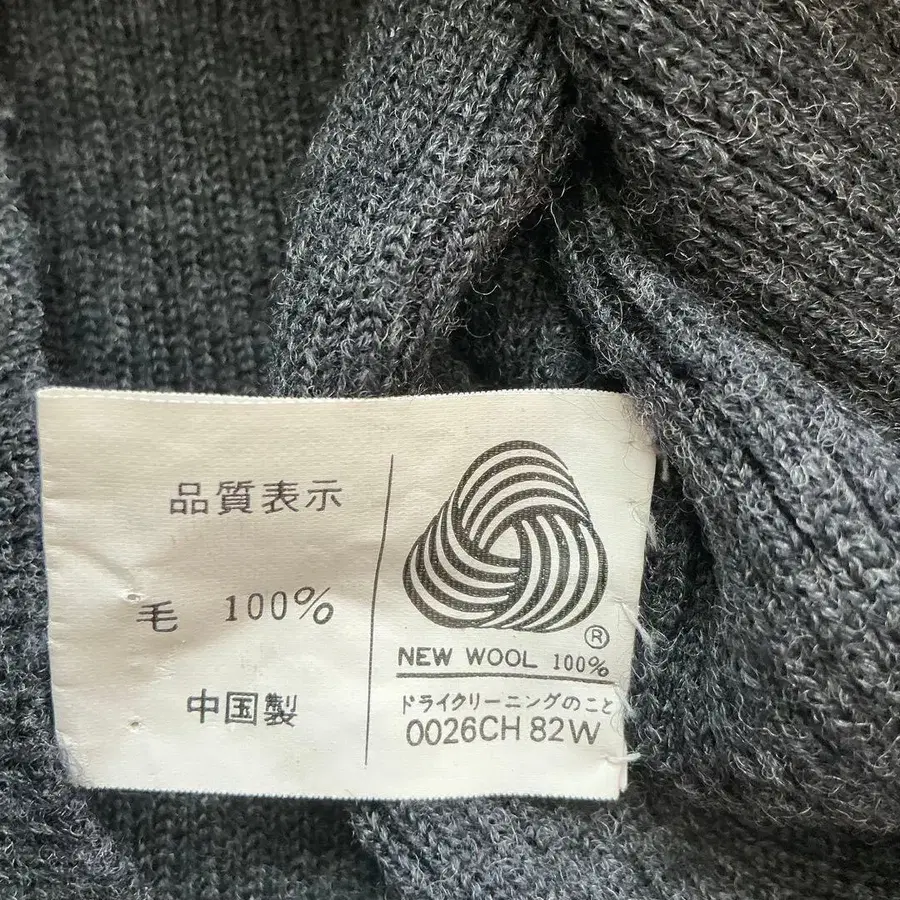 品質表示
毛 100%
中国製
®
NEW WOOL 100%
ドライクリーニングのこと
0026CH 82W